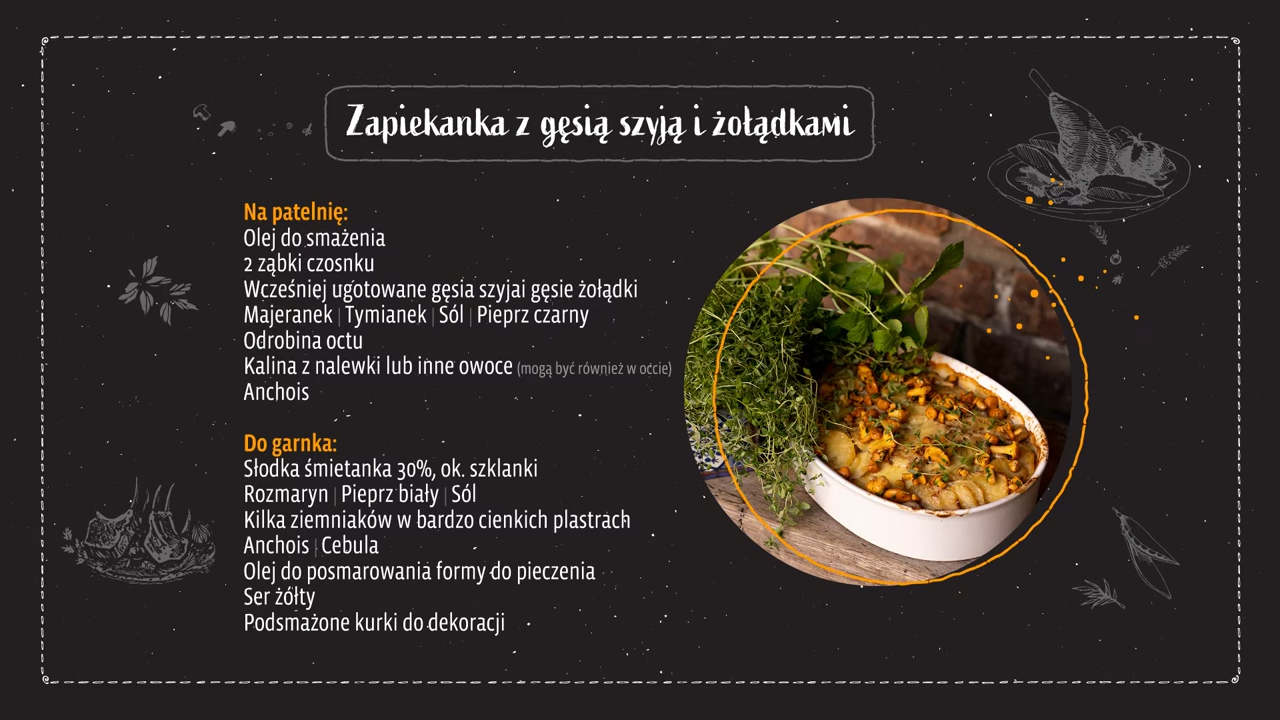 Zapiekanka z gęsią szyją i żołądkami
Na patelnię:
Olej do smażenia
2 ząbki czosnku
Wcześniej ugotowane gęsia szyjai gęsie żołądki
Majeranek | Tymianek | Sól | Pieprz czarny
Odrobina octu
Kalina z nalewki lub inne owoce (mogą być również w occie)
Anchois
Do garnka:
Słodka śmietanka 30%, ok. szklanki
Rozmaryn | Pieprz biały | Sól
Kilka ziemniaków w bardzo cienkich plastrach
Anchois | Cebula
Olej do posmarowania formy do pieczenia
Ser żółty
Podsmażone kurki do dekoracji